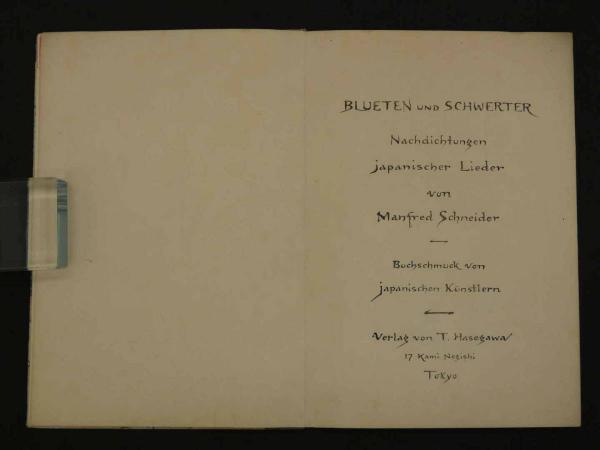 BLUETEN UND SCHWERTER
Nachdichtungen
japanischer Lieder
von
Manfred Schneider
Buchschmuck von
japanischen Künstlern
Verlag von T. Hasegawa
17 Kami Negishi
Tokyo